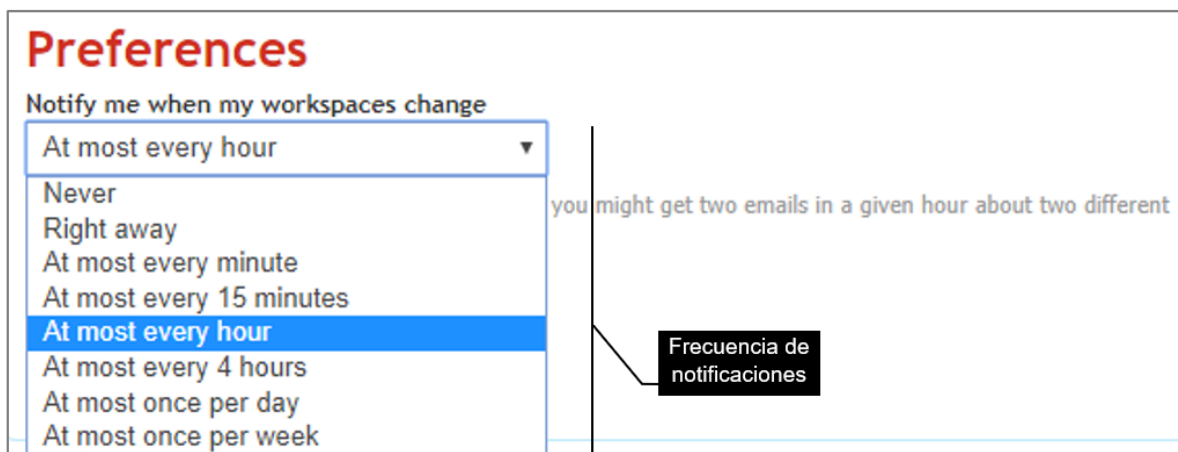 Preferences
Notify me when my workspaces change
At most every hour
Never
you might get two emails in a given hour about two different
Right away
At most every minute
At most every 15 minutes
At most every hour
At most every 4 hours
At most once per day
At most once per week
Frecuencia de
notificaciones